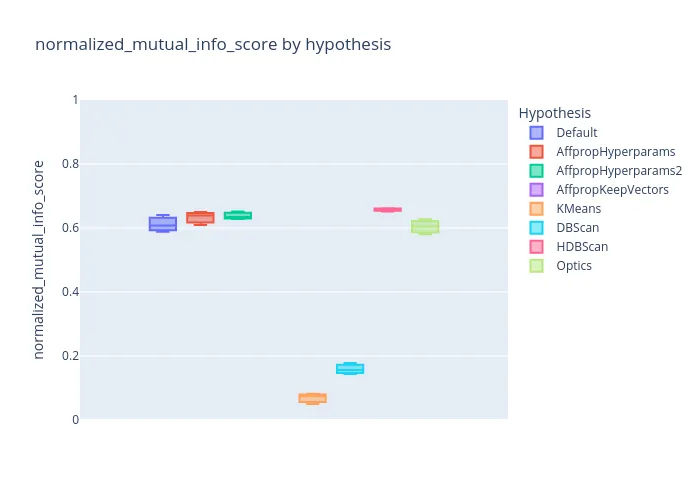 normalized_mutual_info_score by hypothesis
normalized_mutual_info_score
1
0.8
0.6
0.4
0.2
0
Hypothesis
Default
AffpropHyperparams
AffpropHyperparams2
AffpropKeepVectors
KMeans
DBScan
HDBScan
Optics